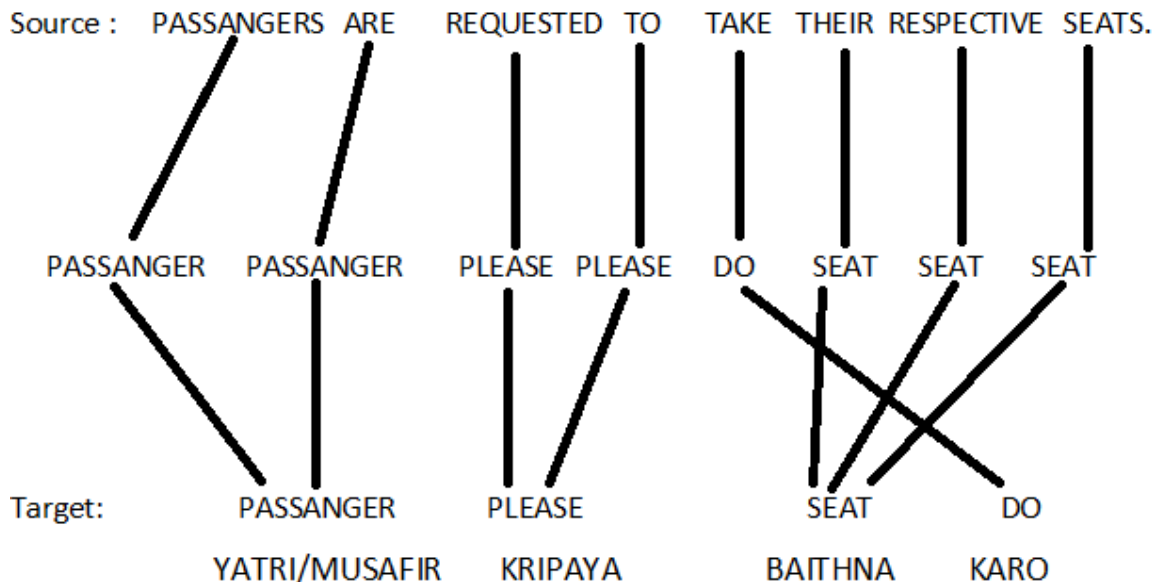 Source : PASSANGERS ARE REQUESTED TO TAKE THEIR RESPECTIVE SEATS.
PASSANGER PASSANGER PLEASE PLEASE DO SEAT SEAT SEAT
Target: PASSANGER PLEASE SEAT DO
YATRI/MUSAFIR KRIPAYA BAITHNA KARO